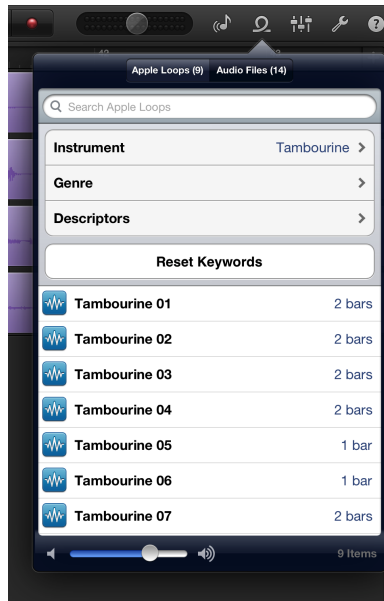 ?
Apple Loops (9) Audio Files (14)
Search Apple Loops
Instrument Tambourine
Genre
Descriptors
Reset Keywords
Tambourine 01 2 bars
Tambourine 02 2 bars
Tambourine 03 2 bars
Tambourine 04 2 bars
Tambourine 05 1 bar
Tambourine 06 1 bar
Tambourine 07 2 bars
9 Items